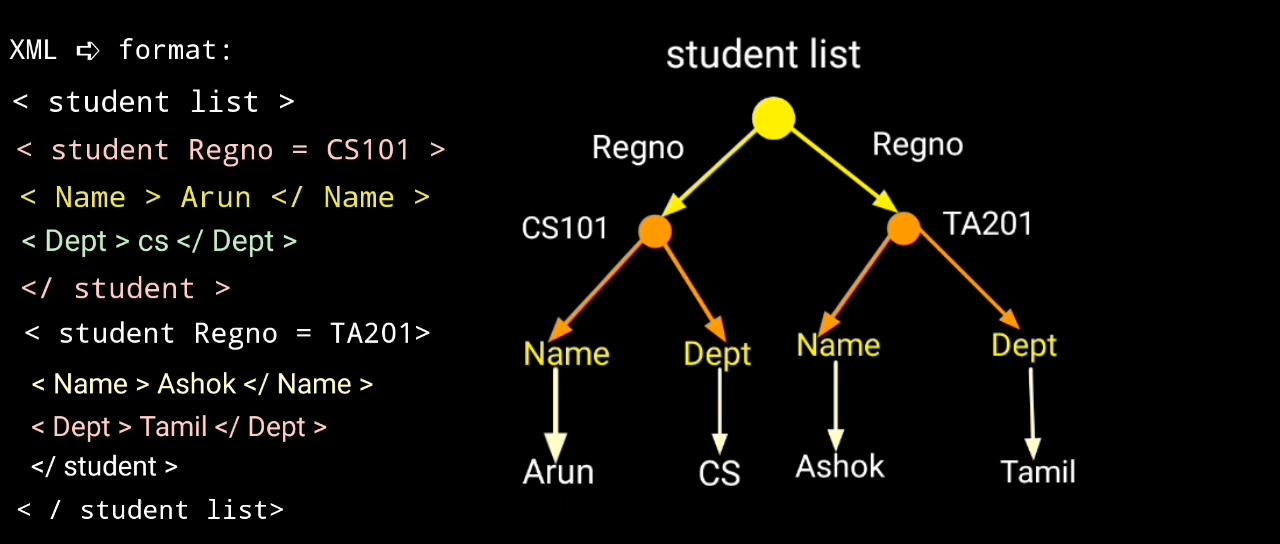 XML ➪ format:
< student list >
< student Regno = CS101 >
< Name > Arun </ Name >
< Dept > cs </ Dept >
</ student >
< student Regno = TA201>
< Name > Ashok </ Name >
< Dept > Tamil </ Dept >
</ student >
< / student list>
student list
Regno Regno
CS101 TA201
Name Dept Name Dept
Arun CS Ashok Tamil